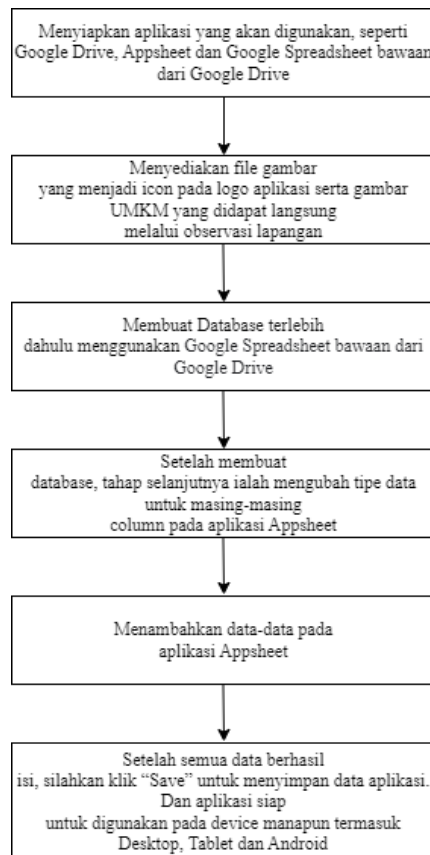 Menyiapkan aplikasi yang akan digunakan, seperti
Google Drive, Appsheet dan Google Spreadsheet bawaan
dari Google Drive
Menyediakan file gambar
yang menjadi icon pada logo aplikasi serta gambar
UMKM yang didapat langsung
melalui observasi lapangan
Membuat Database terlebih
dahulu menggunakan Google Spreadsheet bawaan dari
Google Drive
Setelah membuat
database, tahap selanjutnya ialah mengubah tipe data
untuk masing-masing
column pada aplikasi Appsheet
Menambahkan data-data pada
aplikasi Appsheet
Setelah semua data berhasil
isi, silahkan klik “Save” untuk menyimpan data aplikasi.
Dan aplikasi siap
untuk digunakan pada device manapun termasuk
Desktop, Tablet dan Android